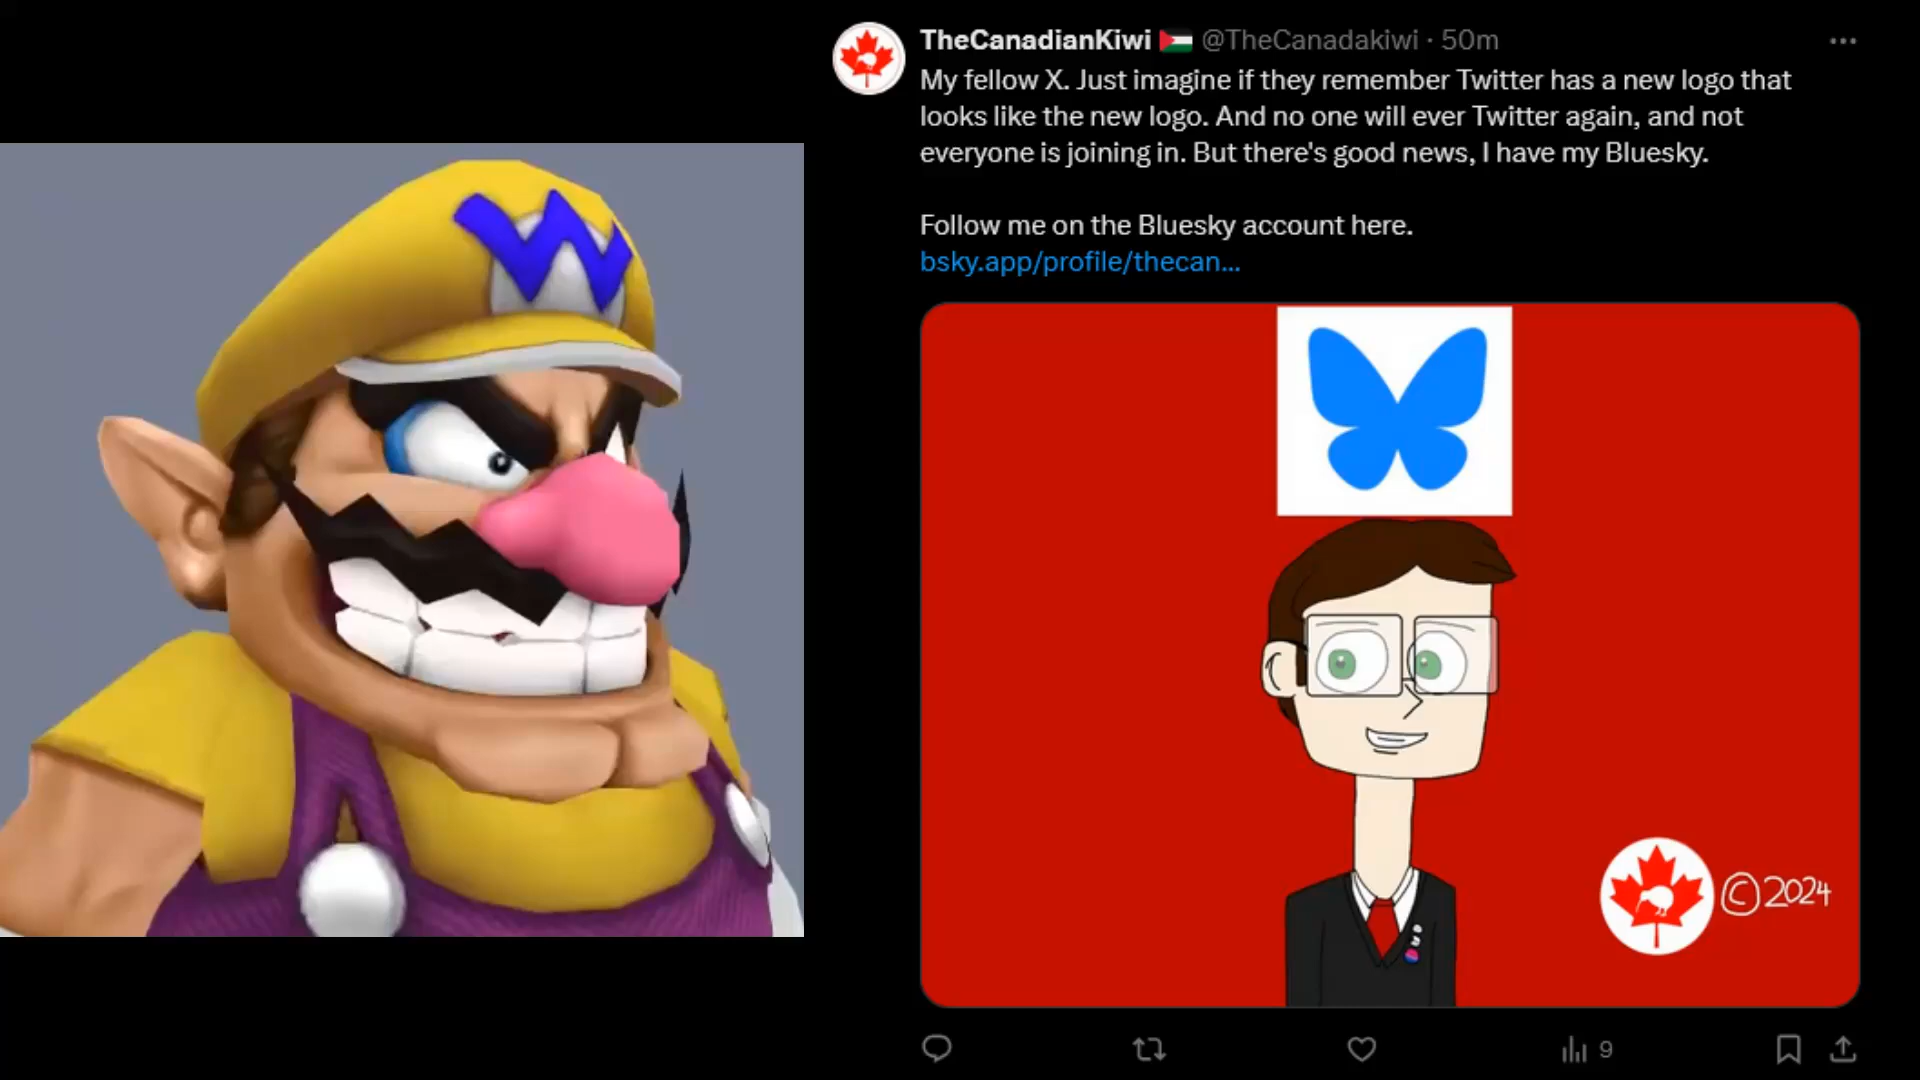 W
TheCanadianKiwi 🇵🇸 @TheCanadakiwi · 50m
My fellow X. Just imagine if they remember Twitter has a new logo that
looks like the new logo. And no one will ever Twitter again, and not
everyone is joining in. But there's good news, I have my Bluesky.
Follow me on the Bluesky account here.
bsky.app/profile/thecan...
©2024
9